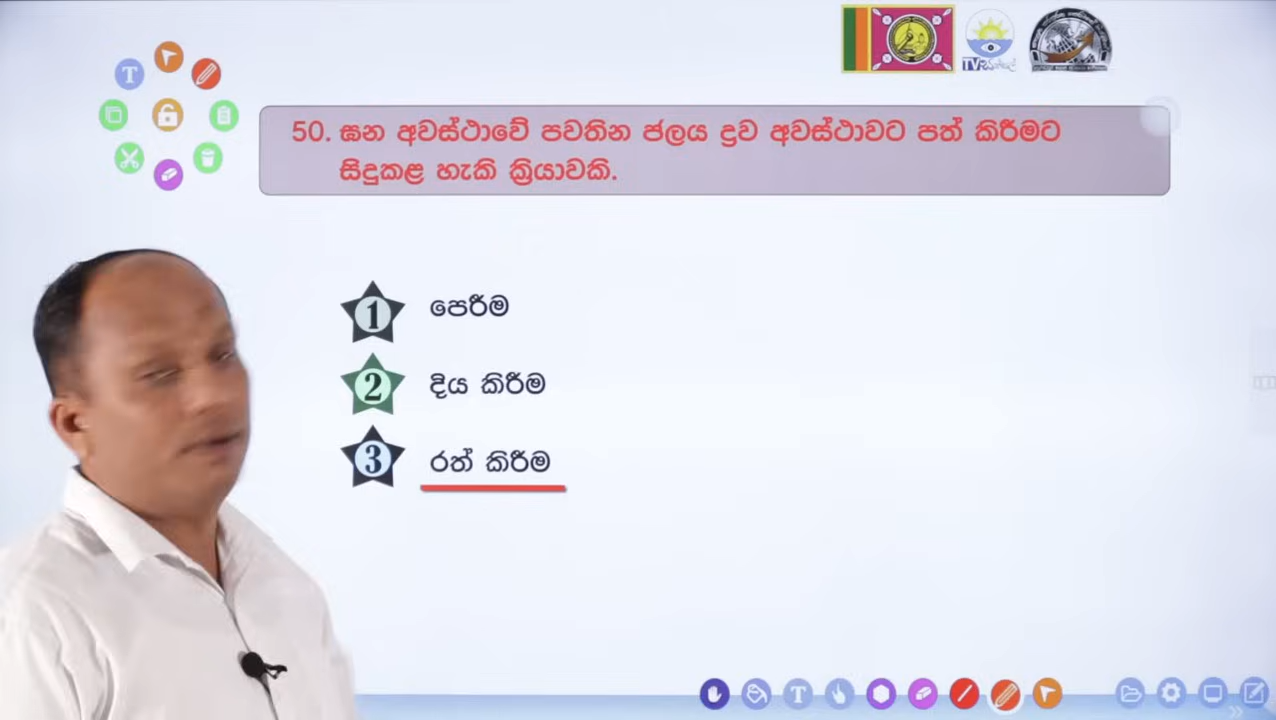 50. ඝන අවස්ථාවේ පවතින ජලය ද්‍රව අවස්ථාවට පත් කිරීමට
සිදුකළ හැකි ක්‍රියාවකි.
1 පෙරීම
2 දිය කිරීම
3 රත් කිරීම